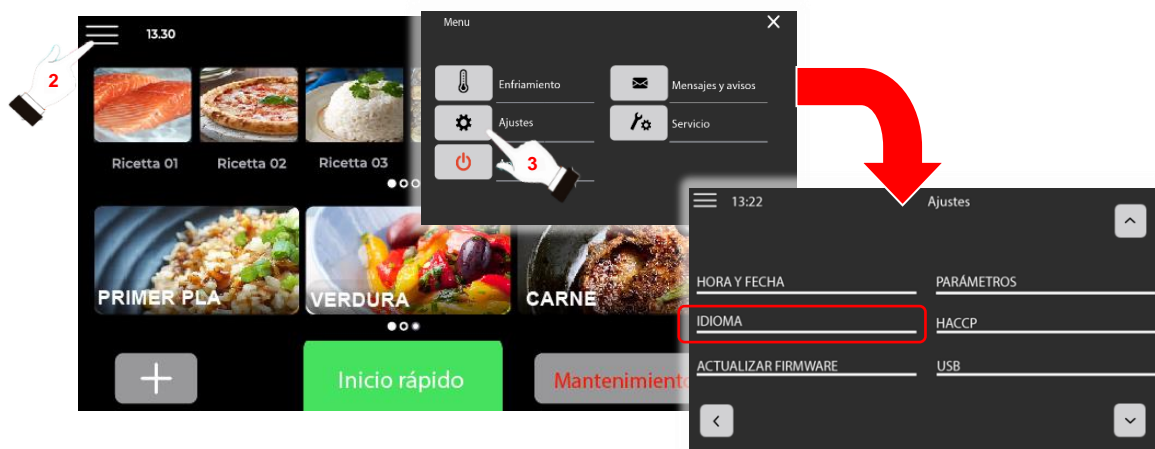 2
13.30
Ricetta 01
Ricetta 02
Ricetta 03
PRIMER PLA
VERDURA
CARNE
Inicio rápido
Mantenimiento
Menu
Enfriamiento
Mensajes y avisos
Ajustes
Servicio
3
13:22
Ajustes
HORA Y FECHA
PARÁMETROS
IDIOMA
HACCP
ACTUALIZAR FIRMWARE
USB